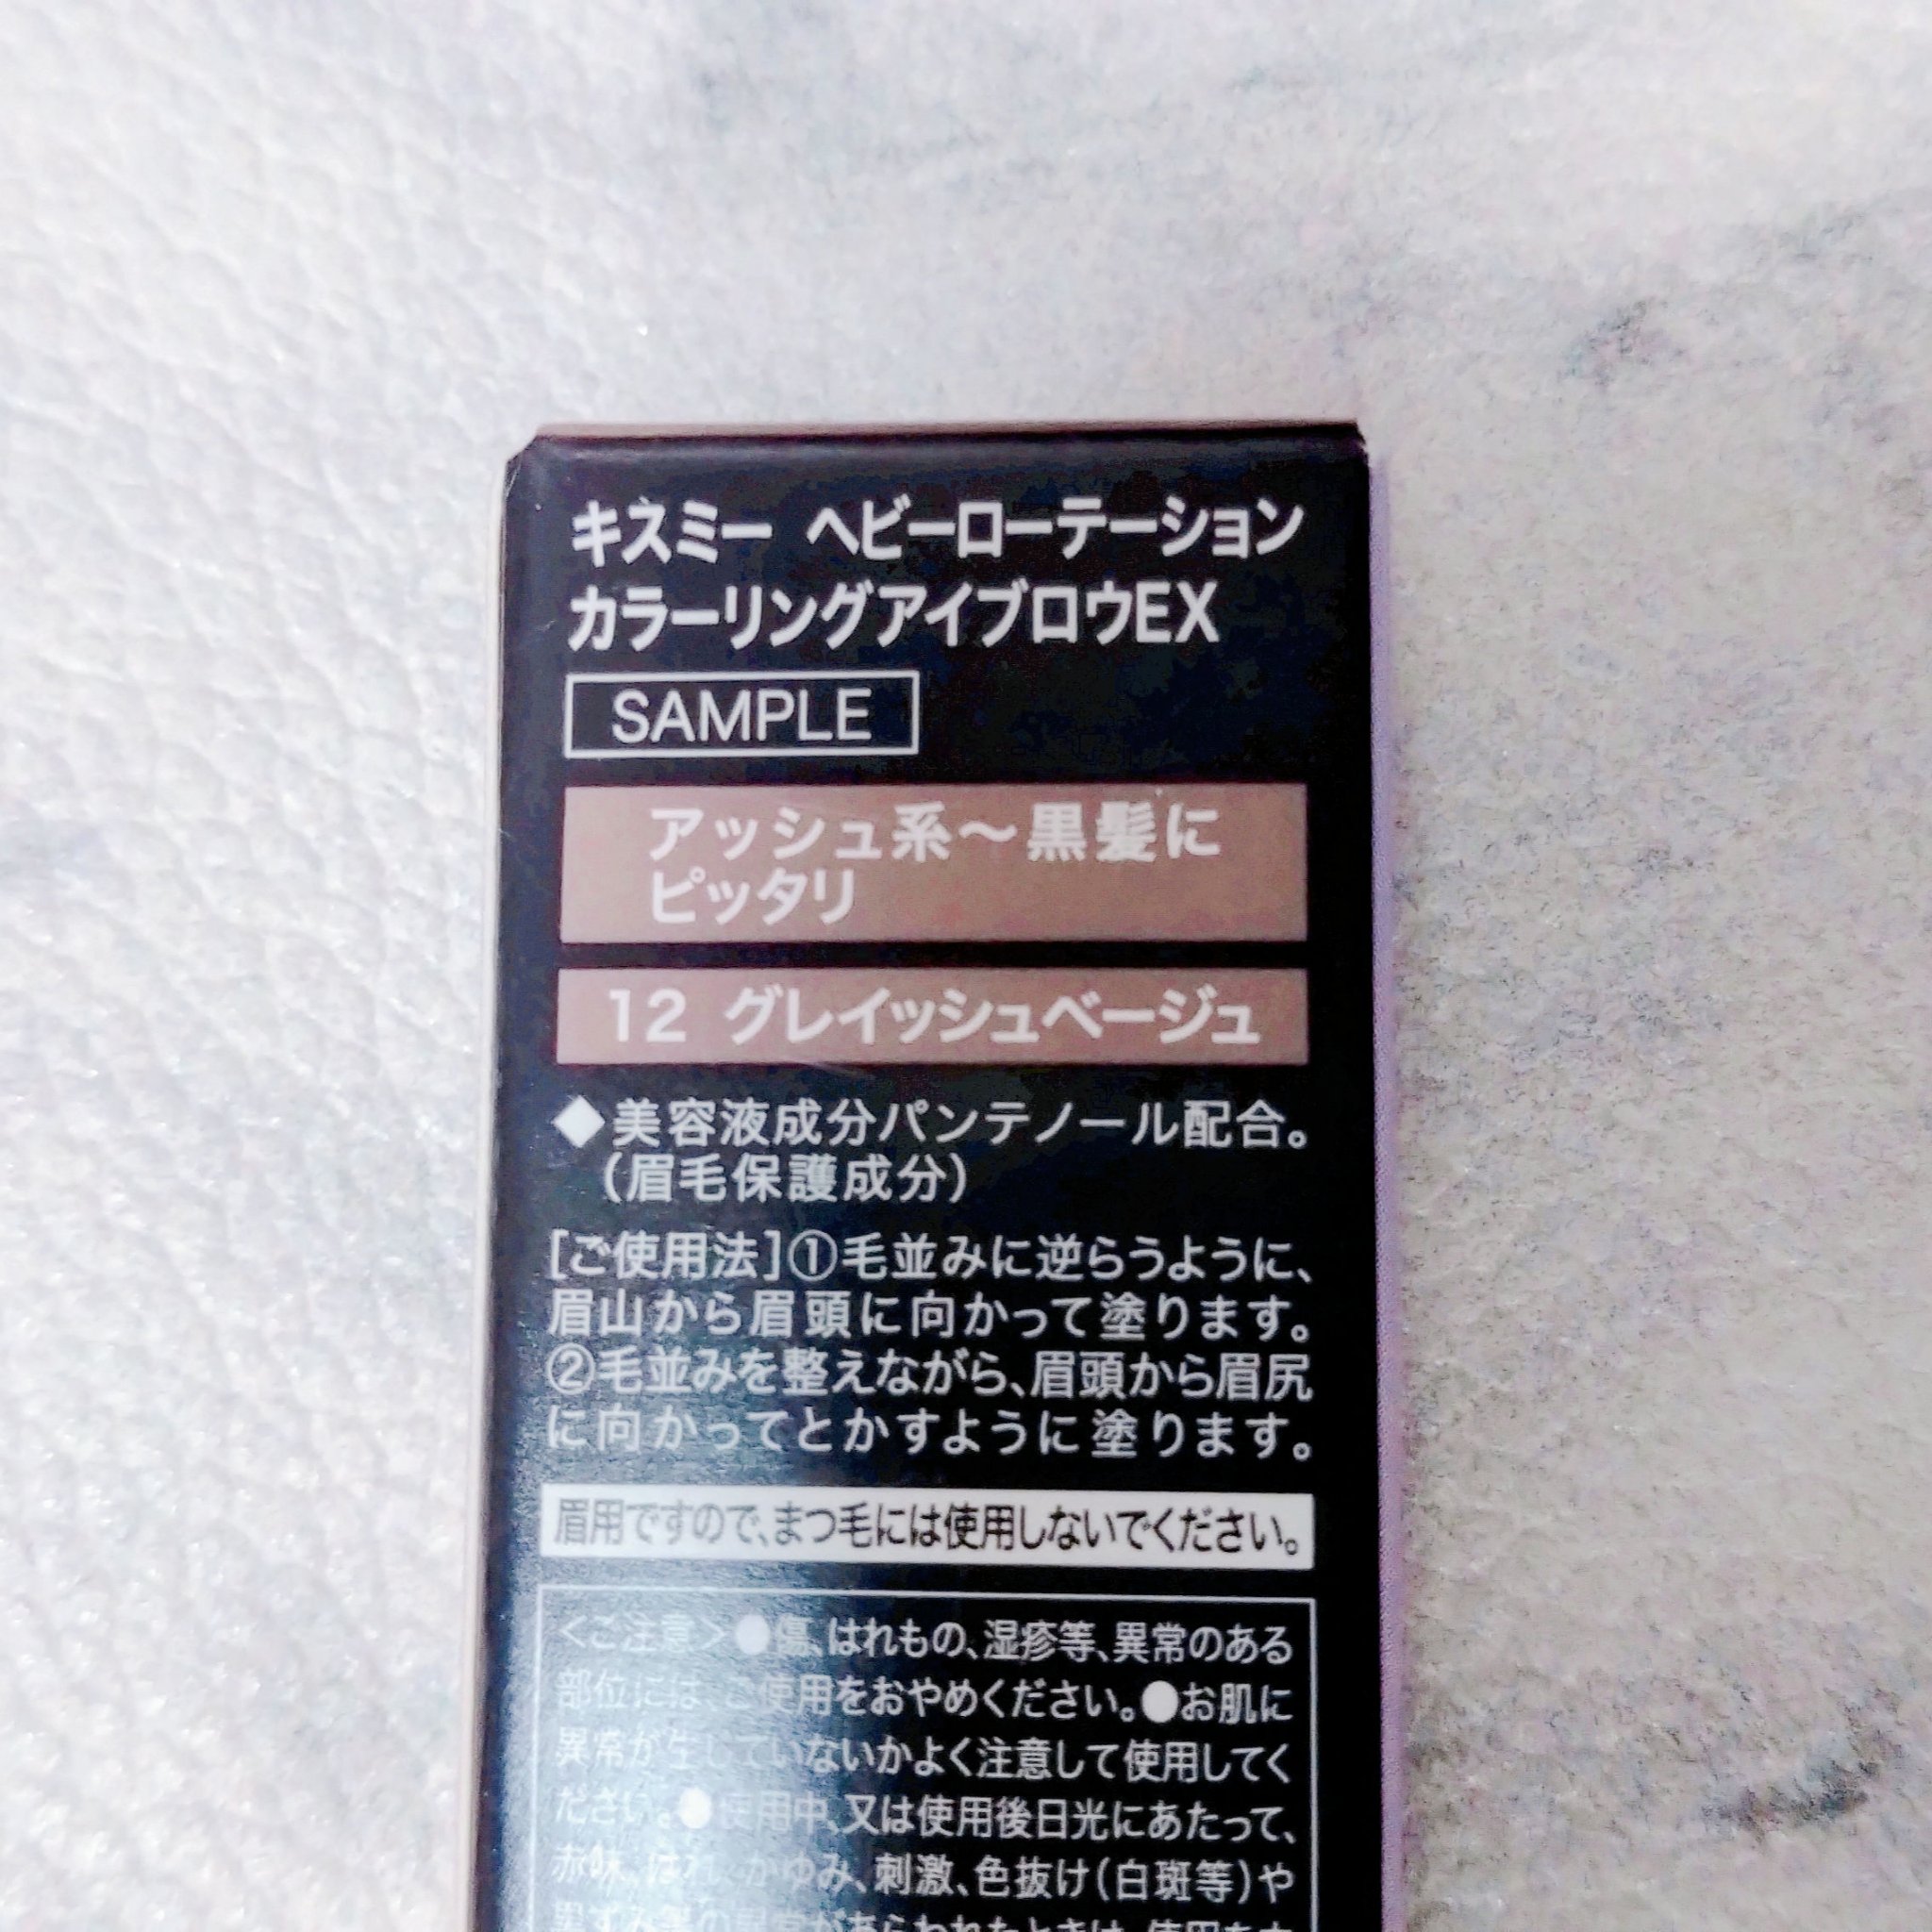 キスミー ヘビーローテーション
カラーリングアイブロウEX
SAMPLE
アッシュ系～黒髪に
ピッタリ
12 グレイッシュベージュ
◆美容液成分パンテノール配合。
(眉毛保護成分)
[ご使用法]①毛並みに逆らうように、
眉山から眉頭に向かって塗ります。
②毛並みを整えながら、眉頭から眉尻
に向かってとかすように塗ります。
眉用ですので、まつ毛には使用しないでください。
<ご注意>●傷、はれもの、湿疹等、異常のある
部位には、ご使用をおやめください。●お肌に
異常が生じていないかよく注意して使用してく
ださい。●使用中、又は使用後日光にあたって、
赤味、はれ、かゆみ、刺激、色抜け(白斑等)や